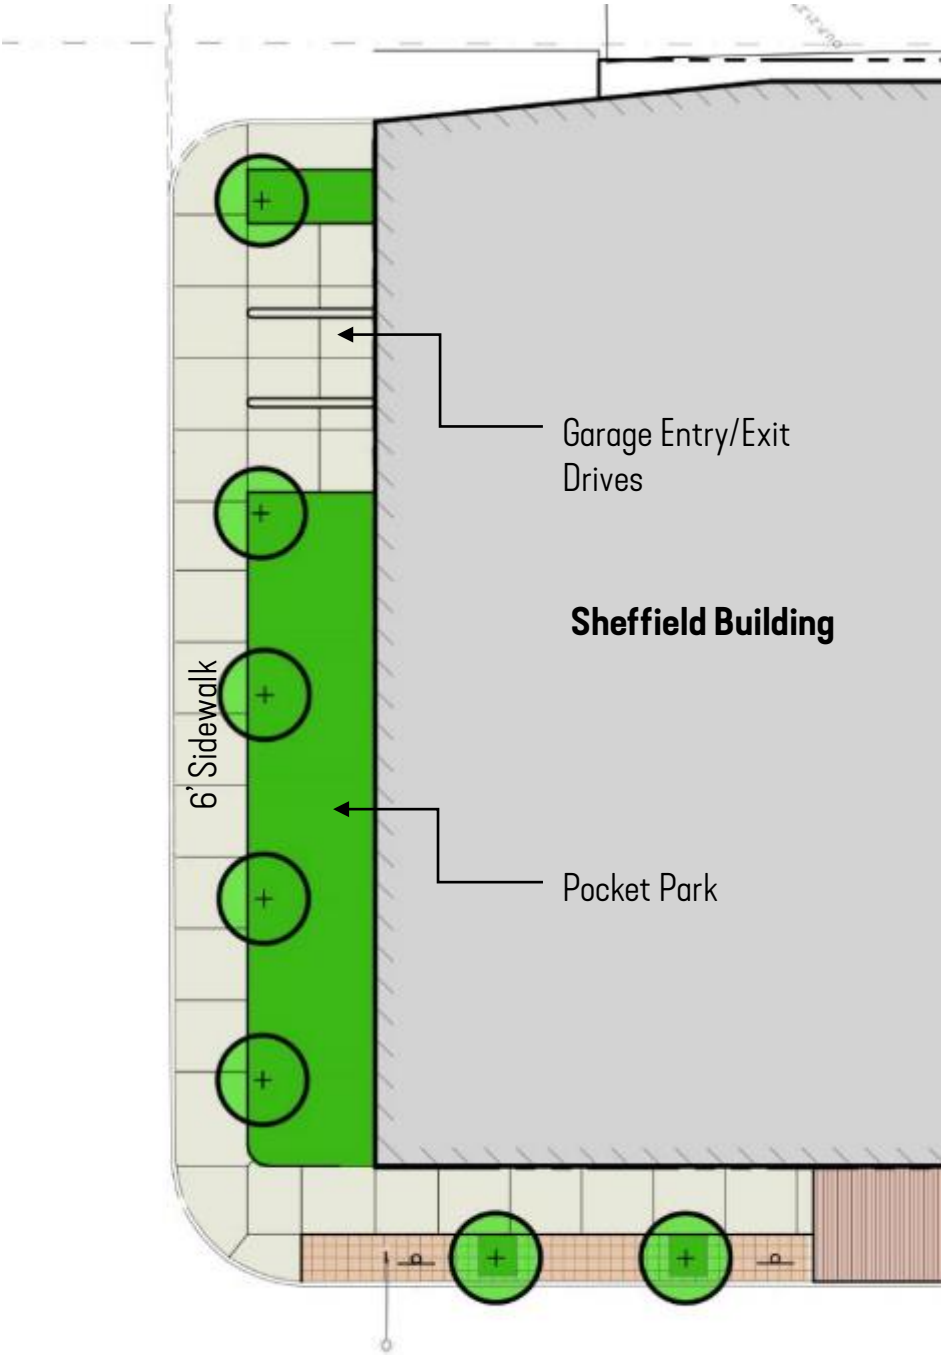 Garage Entry/Exit
Drives
Sheffield Building
6' Sidewalk
Pocket Park